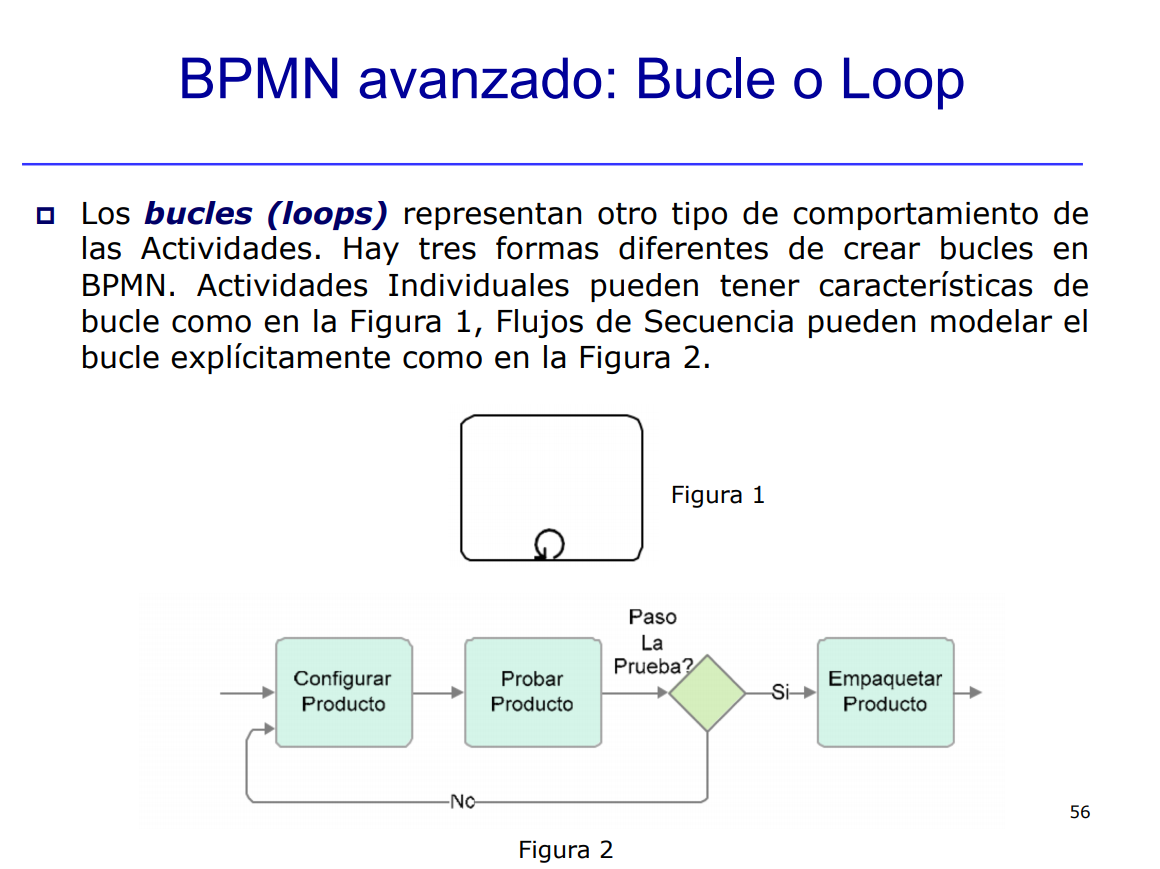 BPMN avanzado: Bucle o Loop
Los bucles (loops) representan otro tipo de comportamiento de
las Actividades. Hay tres formas diferentes de crear bucles en
BPMN. Actividades Individuales pueden tener características de
bucle como en la Figura 1, Flujos de Secuencia pueden modelar el
bucle explícitamente como en la Figura 2.
Figura 1
Configurar
Producto
Probar
Producto
Paso
La
Prueba?
Si
Empaquetar
Producto
No
Figura 2
56